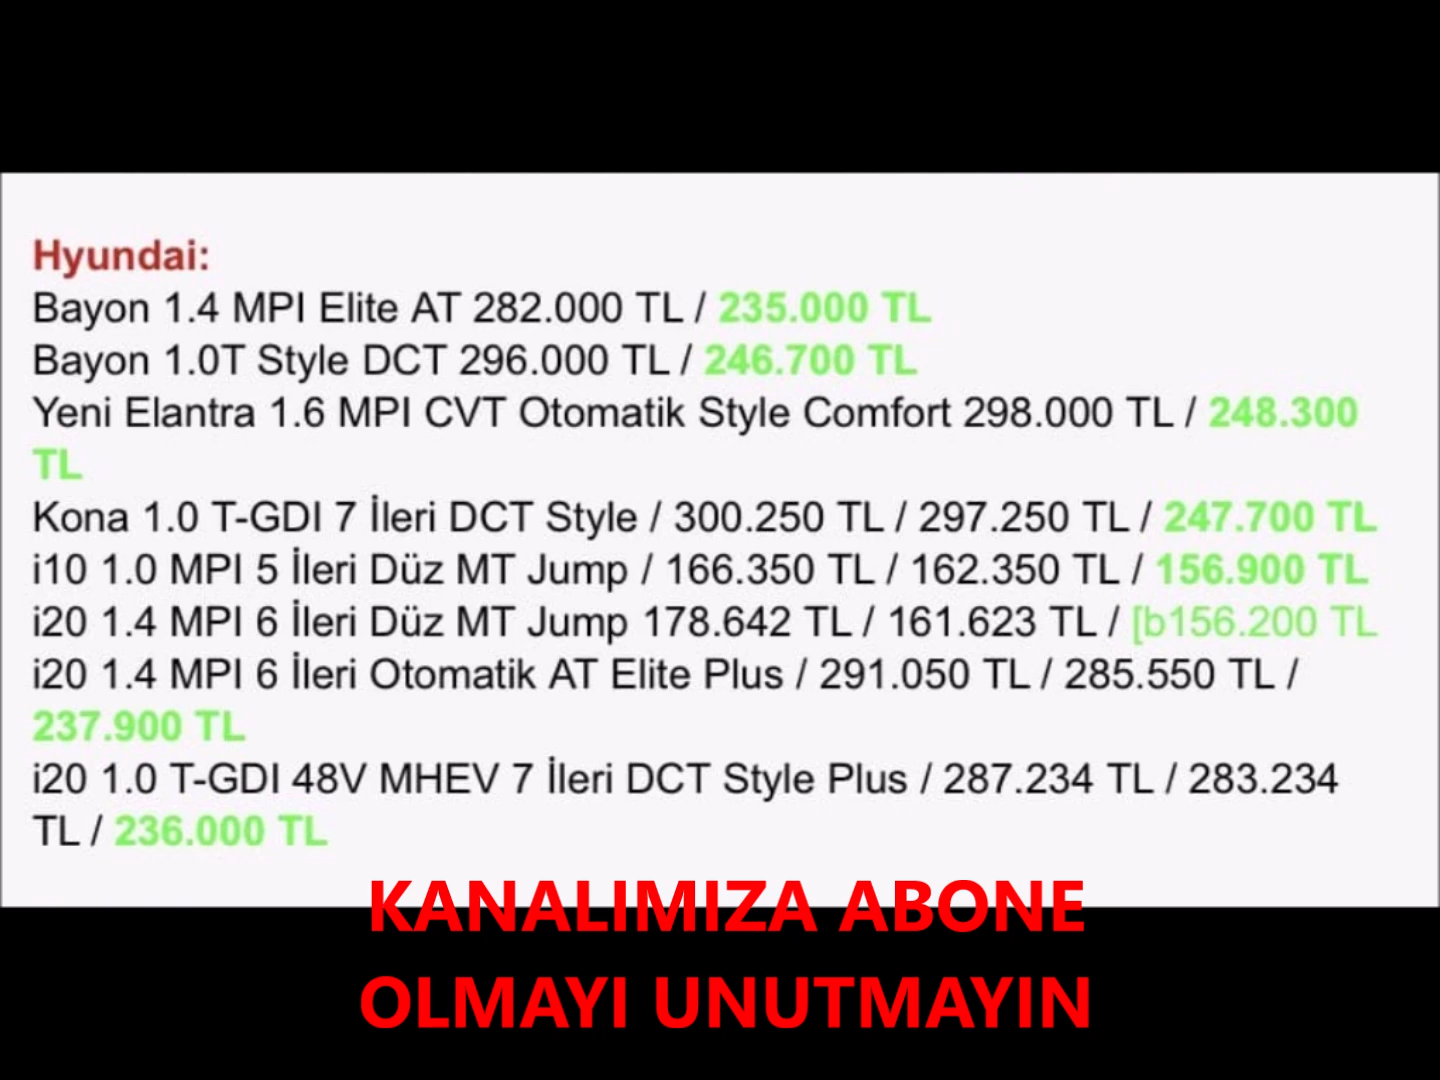 Hyundai:
Bayon 1.4 MPI Elite AT 282.000 TL / 235.000 TL
Bayon 1.0T Style DCT 296.000 TL / 246.700 TL
Yeni Elantra 1.6 MPI CVT Otomatik Style Comfort 298.000 TL / 248.300
TL
Kona 1.0 T-GDI 7 İleri DCT Style / 300.250 TL / 297.250 TL / 247.700 TL
i10 1.0 MPI 5 İleri Düz MT Jump / 166.350 TL / 162.350 TL / 156.900 TL
i20 1.4 MPI 6 İleri Düz MT Jump 178.642 TL / 161.623 TL / [b156.200 TL
i20 1.4 MPI 6 İleri Otomatik AT Elite Plus / 291.050 TL / 285.550 TL /
237.900 TL
i20 1.0 T-GDI 48V MHEV 7 İleri DCT Style Plus / 287.234 TL / 283.234
TL / 236.000 TL
KANALIMIZA ABONE
OLMAYI UNUTMAYIN